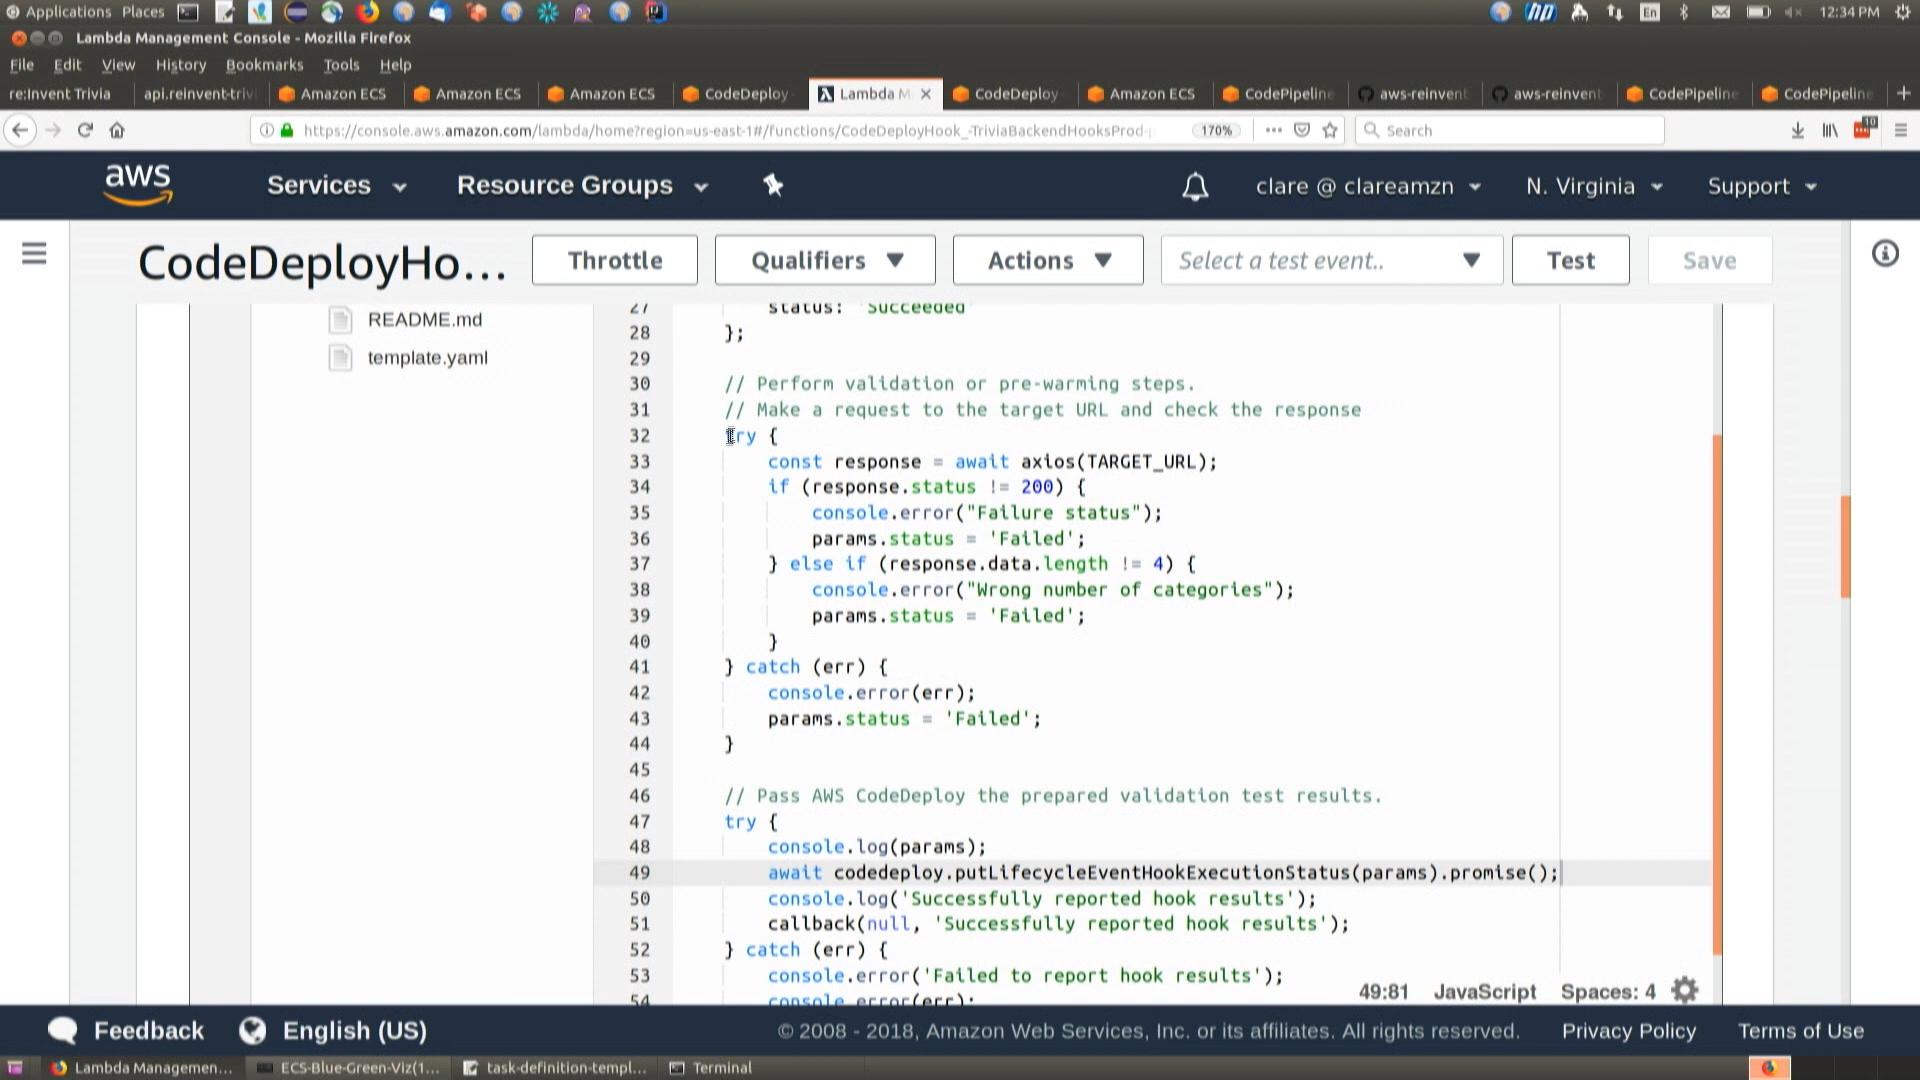 Applications Places En 12:34 PM
Lambda Management Console - Mozilla Firefox
File Edit View History Bookmarks Tools Help
re:Invent Trivia api.reinvent-triv Amazon ECS Amazon ECS Amazon ECS CodeDeploy Lambda M CodeDeploy Amazon ECS CodePipeline aws-reinvent aws-reinvent CodePipeline CodePipeline
https://console.aws.amazon.com/lambda/home?region=us-east-1#/functions/CodeDeployHook_-TriviaBackendHooksProd- 170% Search 10
aws Services Resource Groups clare @ clareamzn N. Virginia Support
CodeDeployHo... Throttle Qualifiers Actions Select a test event.. Test Save
README.md
template.yaml
27 status: 'Succeeded'
28 };
29
30 // Perform validation or pre-warming steps.
31 // Make a request to the target URL and check the response
32 try {
33 const response = await axios(TARGET_URL);
34 if (response.status != 200) {
35 console.error("Failure status");
36 params.status = 'Failed';
37 } else if (response.data.length != 4) {
38 console.error("Wrong number of categories");
39 params.status = 'Failed';
40 }
41 } catch (err) {
42 console.error(err);
43 params.status = 'Failed';
44 }
45
46 // Pass AWS CodeDeploy the prepared validation test results.
47 try {
48 console.log(params);
49 await codedeploy.putLifecycleEventHookExecutionStatus(params).promise();
50 console.log('Successfully reported hook results');
51 callback(null, 'Successfully reported hook results');
52 } catch (err) {
53 console.error('Failed to report hook results');
54 console.error(err);
49:81 JavaScript Spaces: 4
Feedback English (US) © 2008 - 2018, Amazon Web Services, Inc. or its affiliates. All rights reserved. Privacy Policy Terms of Use
Lambda Managemen... ECS-Blue-Green-Viz(1... task-definition-templ... Terminal